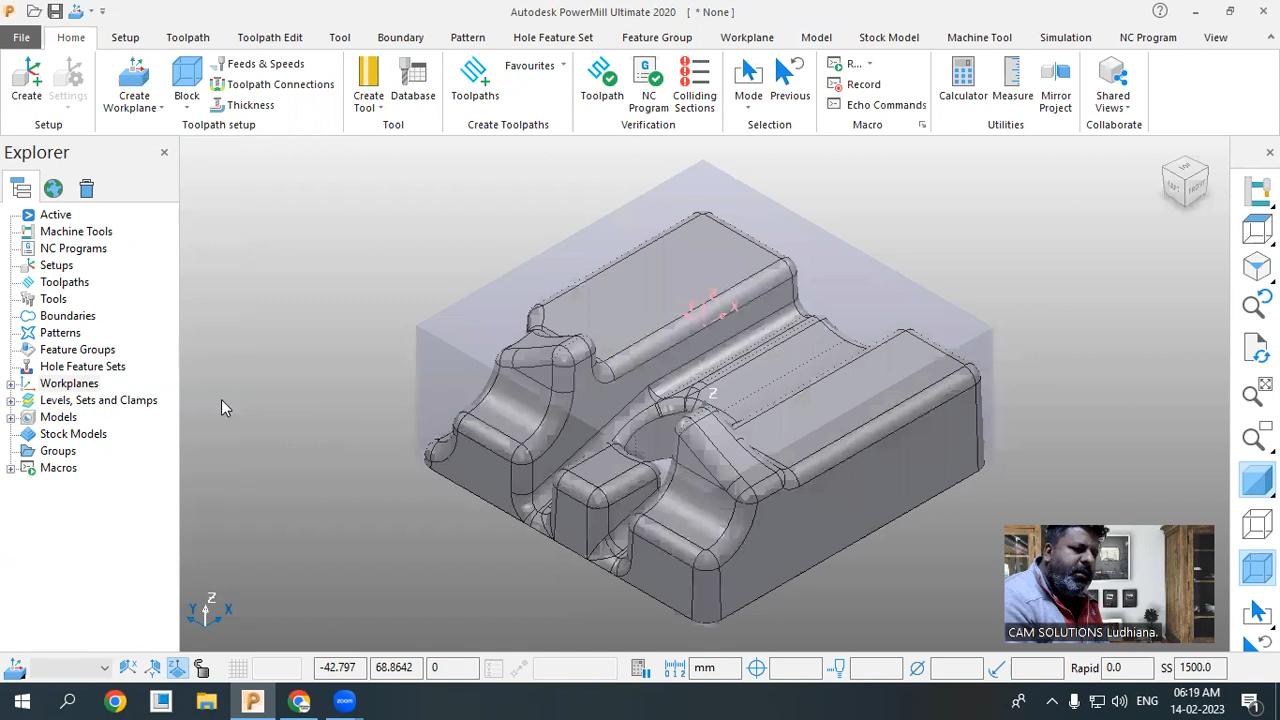 Autodesk PowerMill Ultimate 2020 [ * None ]
File Home Setup Toolpath Toolpath Edit Tool Boundary Pattern Hole Feature Set Feature Group Workplane Model Stock Model Machine Tool Simulation NC Program View
Create
Settings
Setup
Create Workplane
Block
Feeds & Speeds
Toolpath Connections
Thickness
Toolpath setup
Create Tool
Database
Tool
Toolpaths
Favourites
Create Toolpaths
Toolpath
NC Program
Colliding Sections
Verification
Mode
Previous
Selection
R...
Record
Echo Commands
Macro
Calculator
Measure
Mirror Project
Utilities
Shared Views
Collaborate
Explorer
Active
Machine Tools
NC Programs
Setups
Toolpaths
Tools
Boundaries
Patterns
Feature Groups
Hole Feature Sets
Workplanes
Levels, Sets and Clamps
Models
Stock Models
Groups
Macros
TOP
FRONT
Z
X
Z
Z
Y
X
CAM SOLUTIONS Ludhiana.
-42.797 68.8642 0 mm Rapid 0.0 SS 1500.0
ENG
06:19 AM
14-02-2023